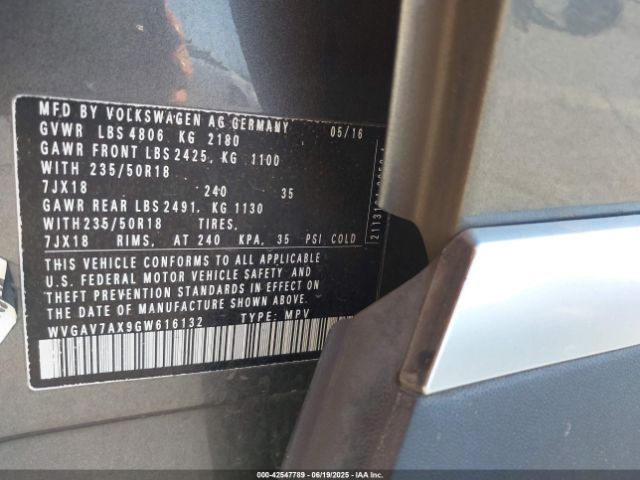 MFD BY VOLKSWAGEN AG GERMANY 05/16
GVWR LBS 4806 KG 2180
GAWR FRONT LBS 2425, KG 1100
WITH 235/50R18
7JX18 240 35
GAWR REAR LBS 2491, KG 1130
WITH 235/50R18 TIRES,
7JX18 RIMS, AT 240 KPA, 35 PSI COLD
THIS VEHICLE CONFORMS TO ALL APPLICABLE
U.S. FEDERAL MOTOR VEHICLE SAFETY AND
THEFT PREVENTION STANDARDS IN EFFECT ON
THE DATE OF MANUFACTURE SHOWN ABOVE.
WVGAV7AX9GW616132 TYPE: MPV
000-42547789 - 06/19/2025 - IAA Inc.